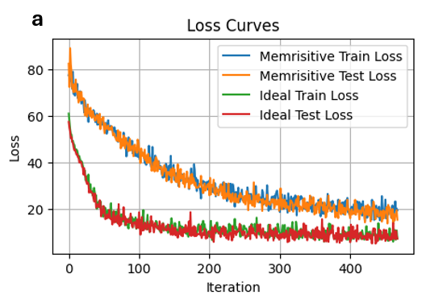 a
Loss Curves
Memrisitive Train Loss
Memrisitive Test Loss
Ideal Train Loss
Ideal Test Loss
Loss
80
60
40
20
0
100
200
300
400
Iteration